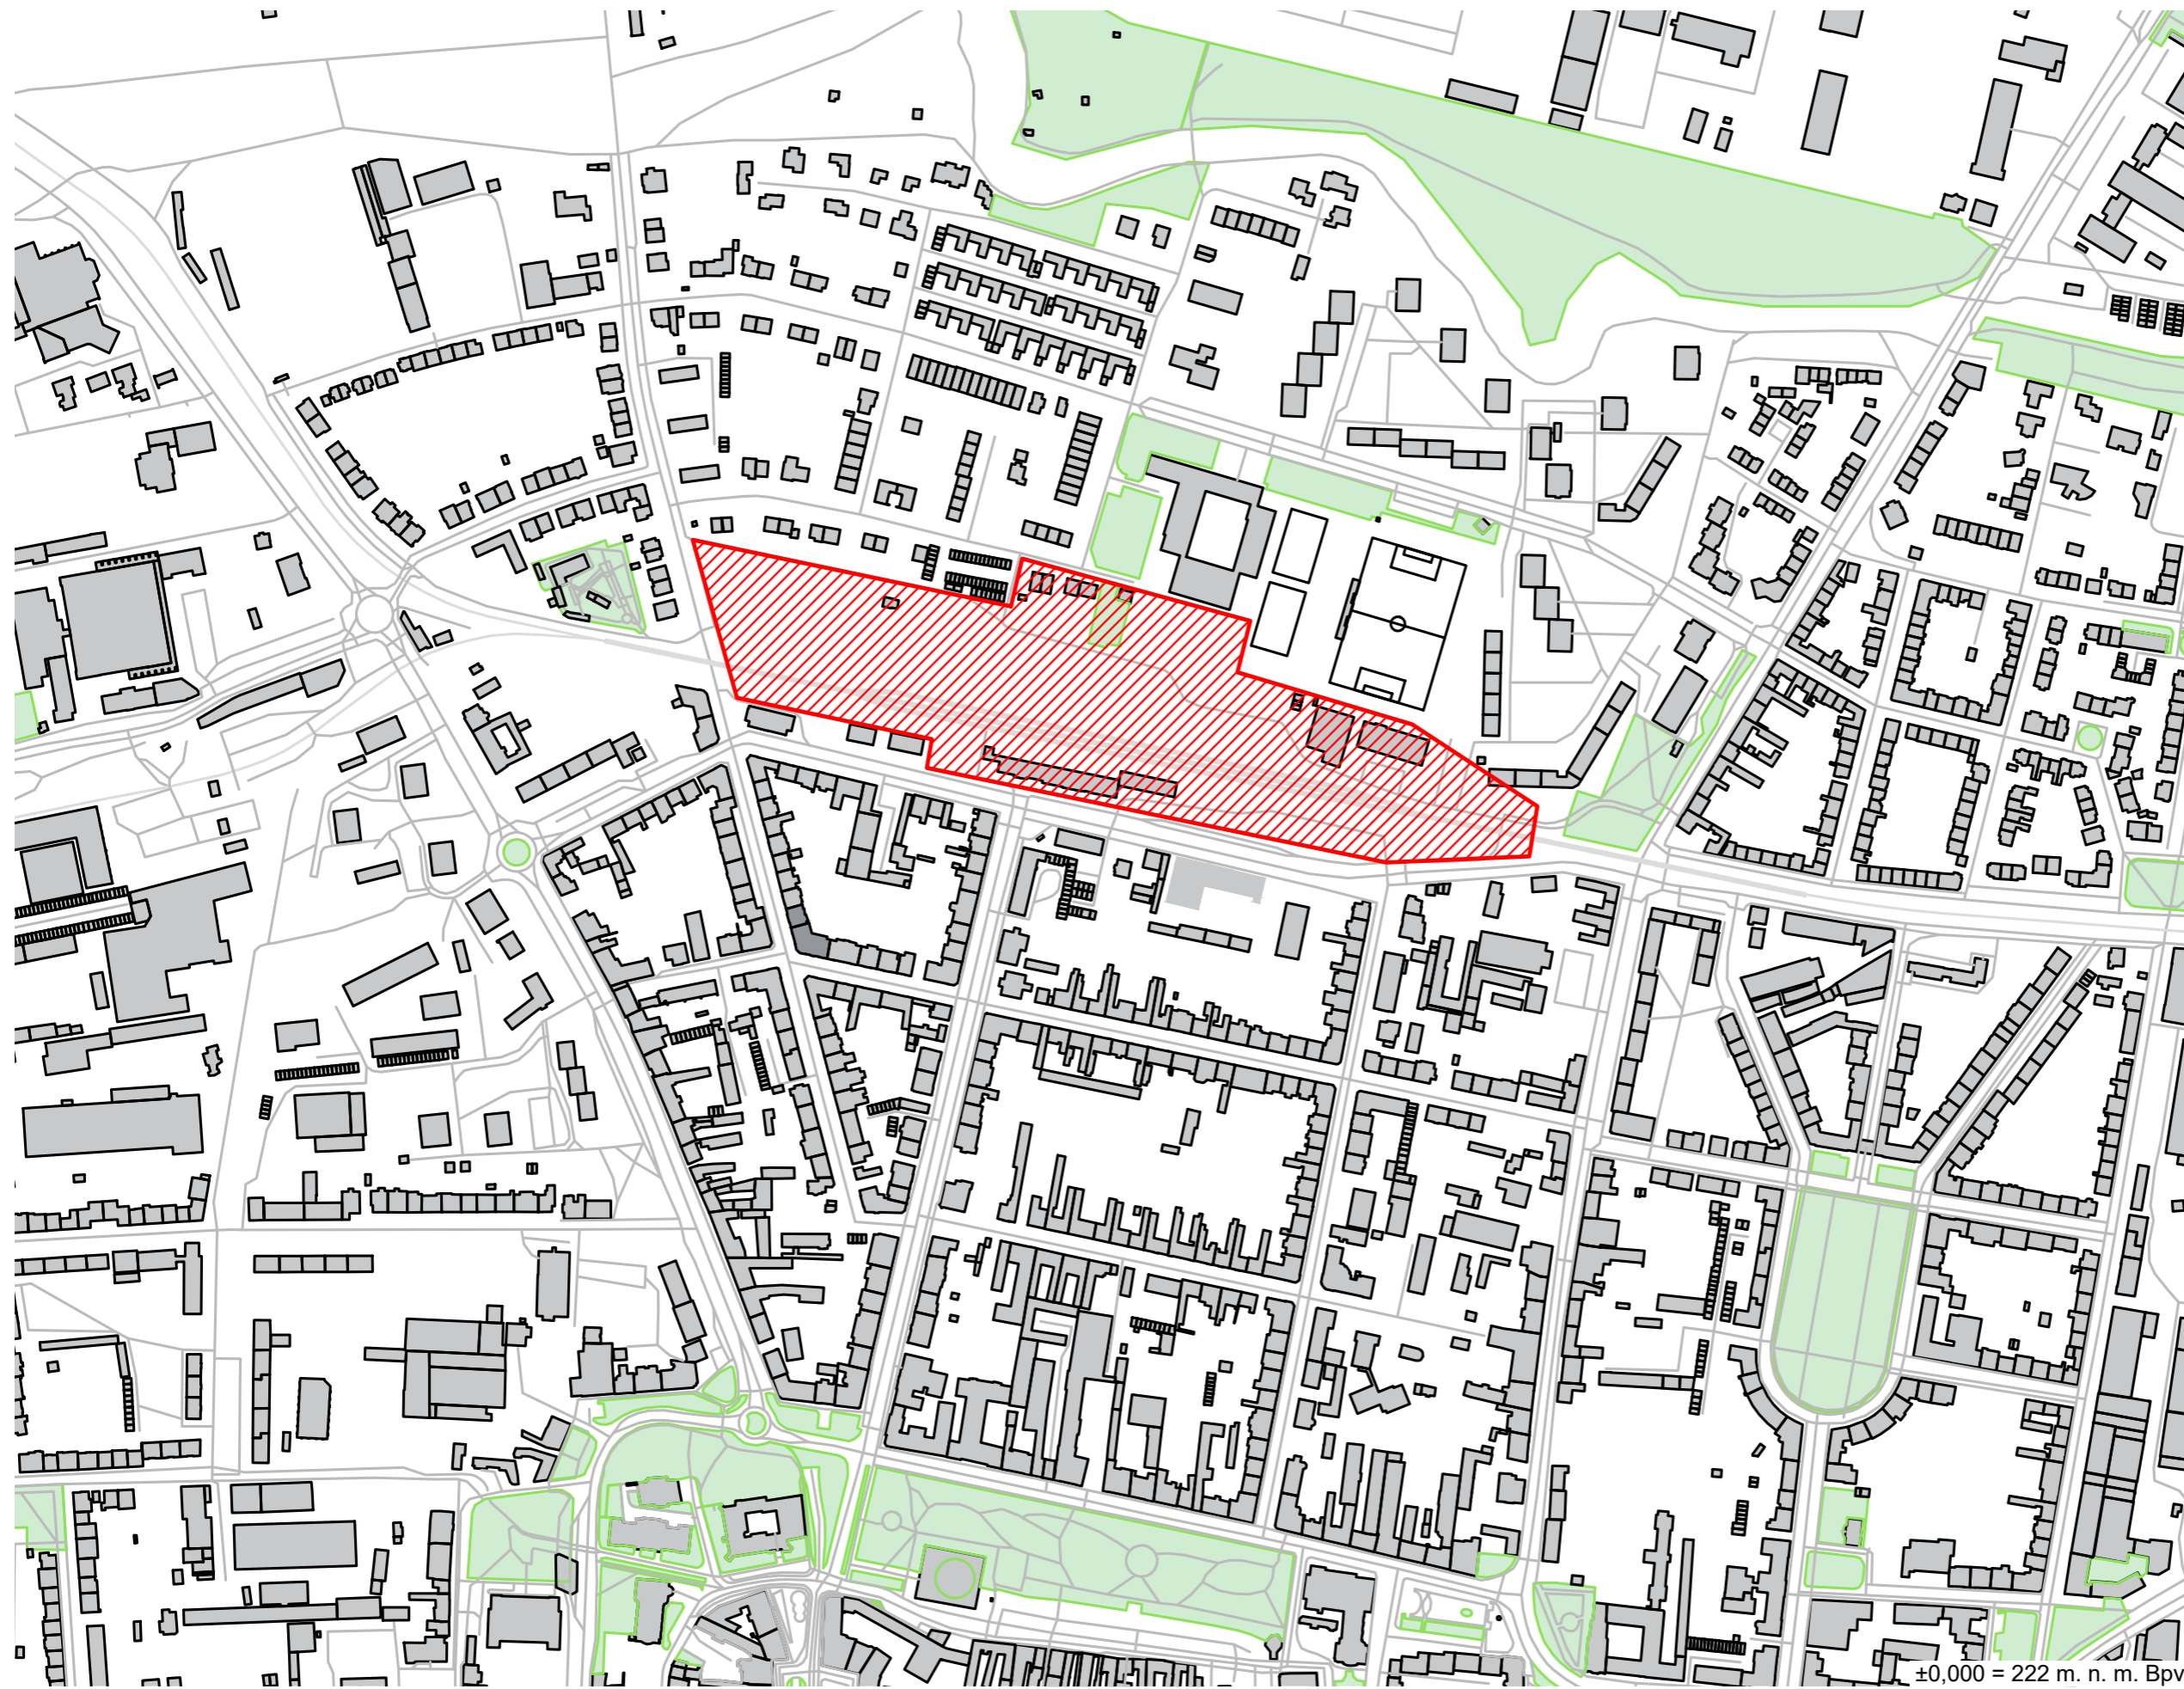 ±0,000 = 222 m. n. m. Bpv